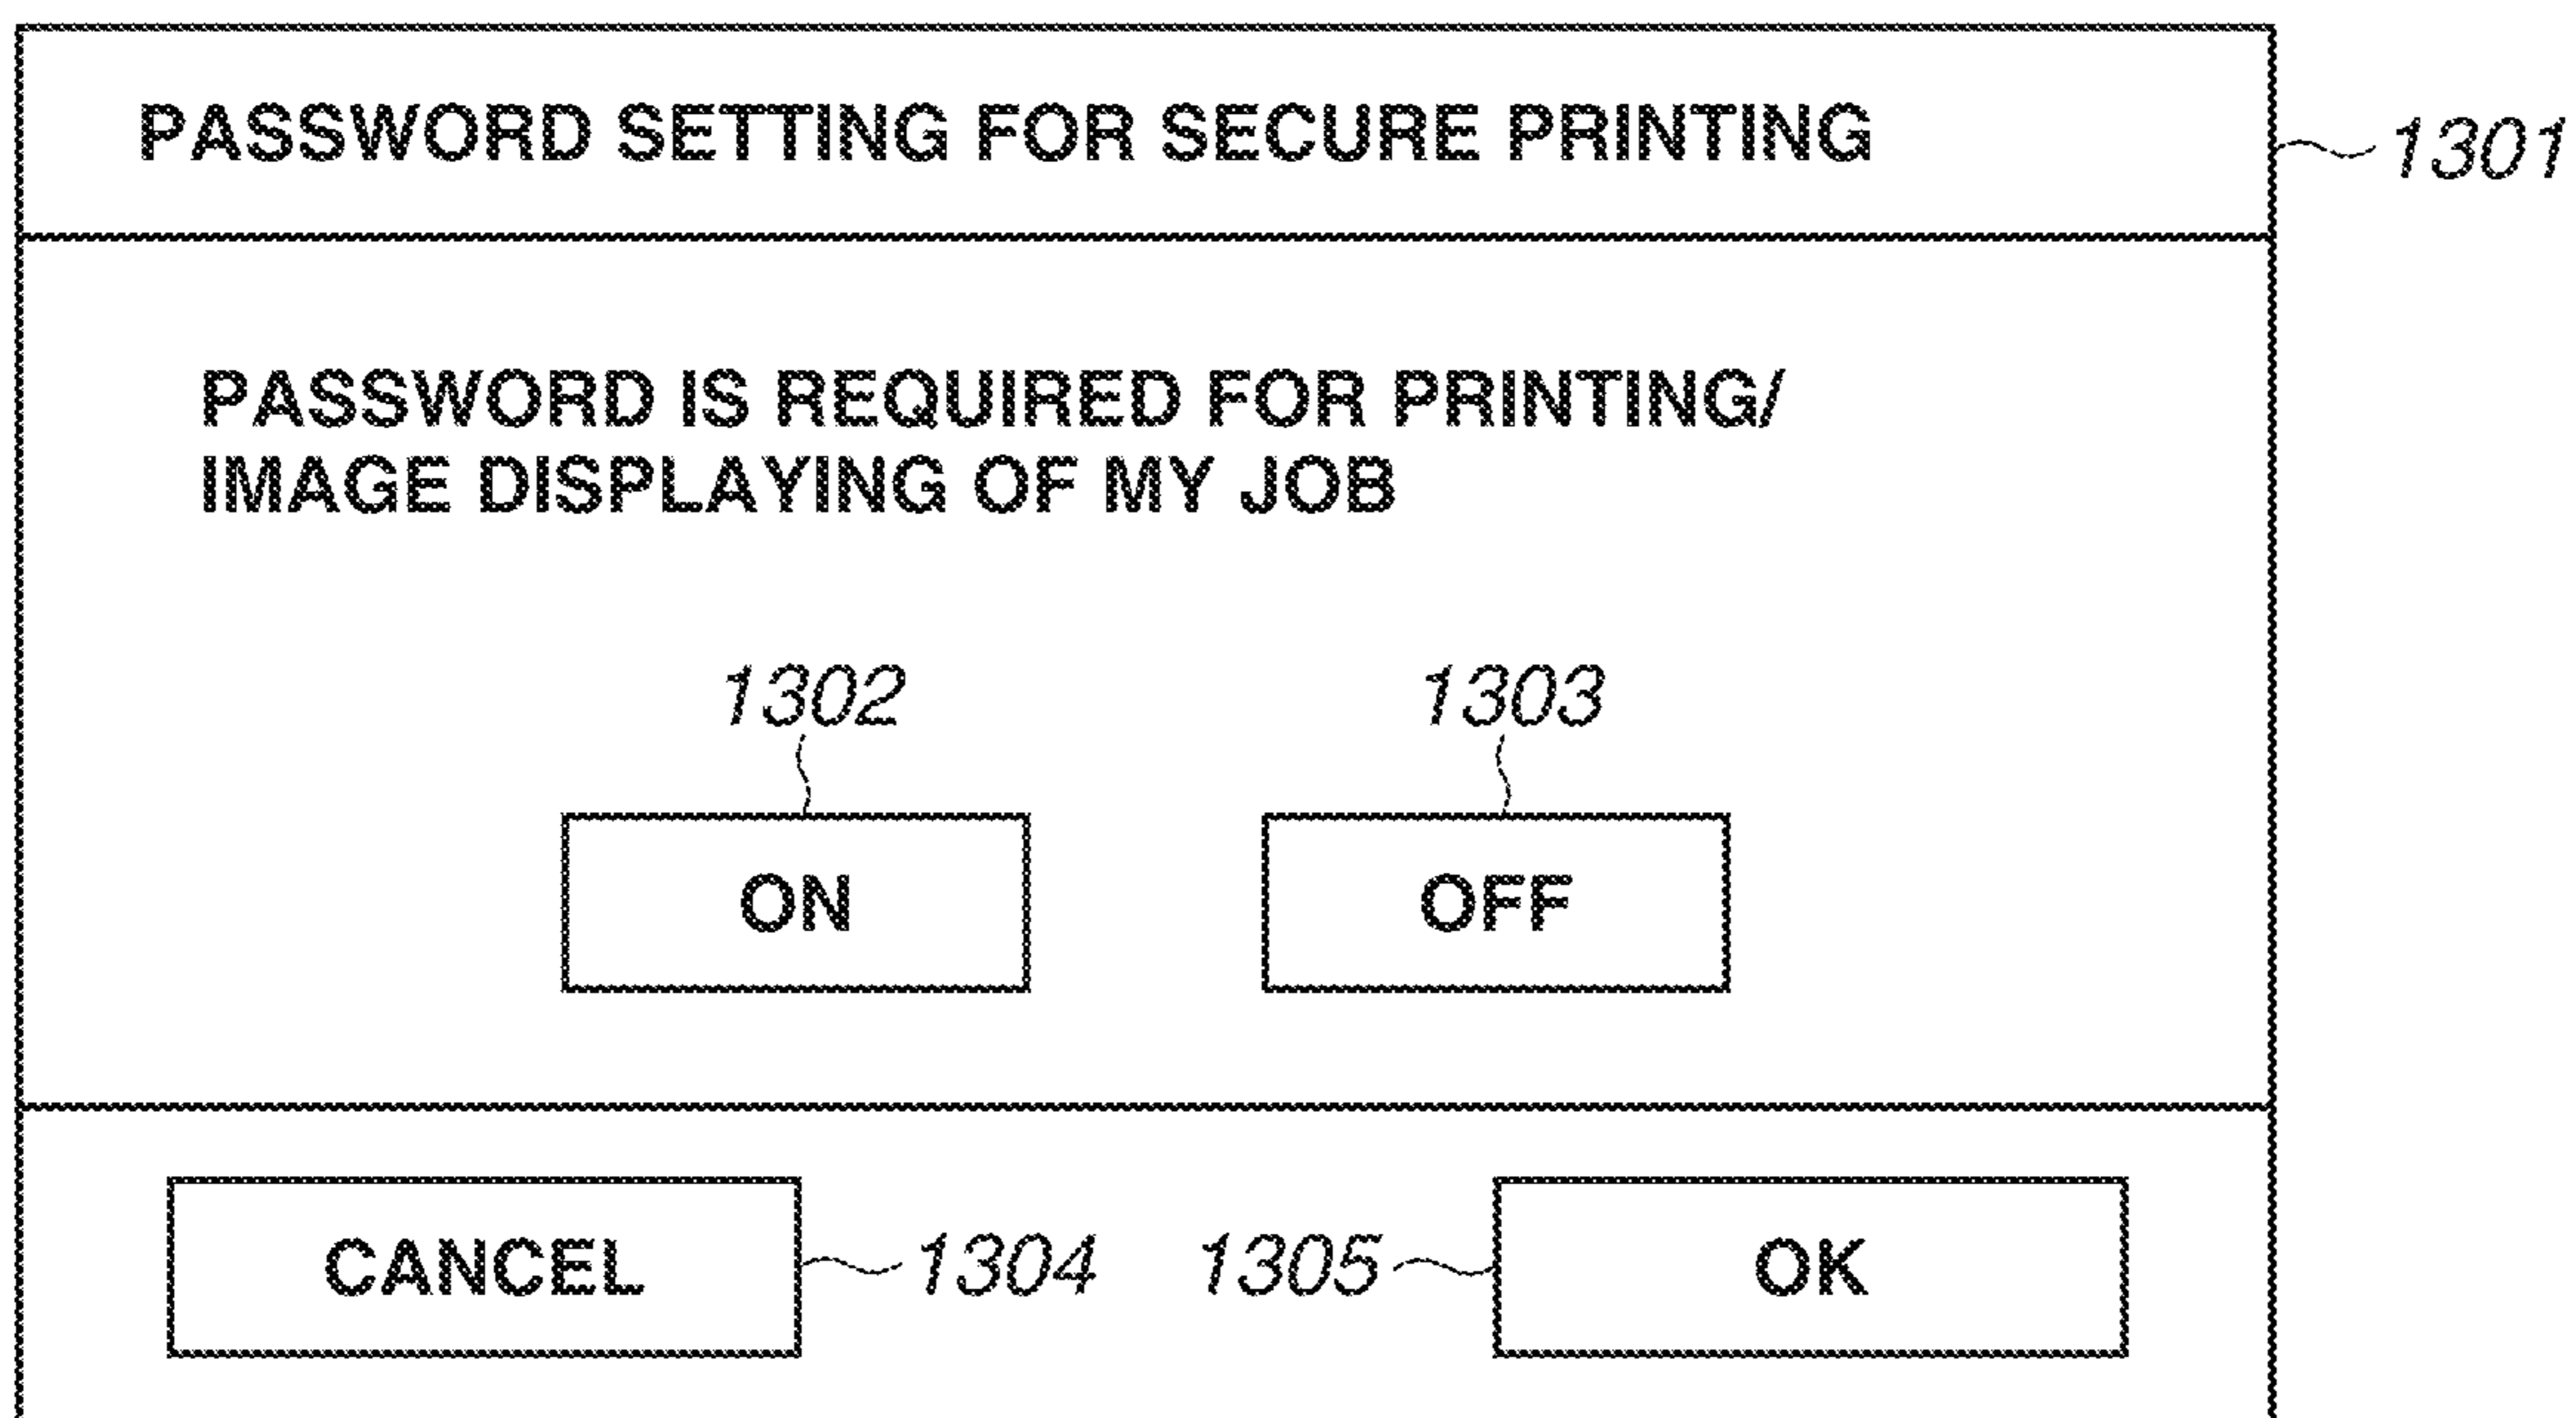 PASSWORD SETTING FOR SECURE PRINTING
1301
PASSWORD IS REQUIRED FOR PRINTING/
IMAGE DISPLAYING OF MY JOB
1302
1303
ON
OFF
CANCEL
1304
1305
OK